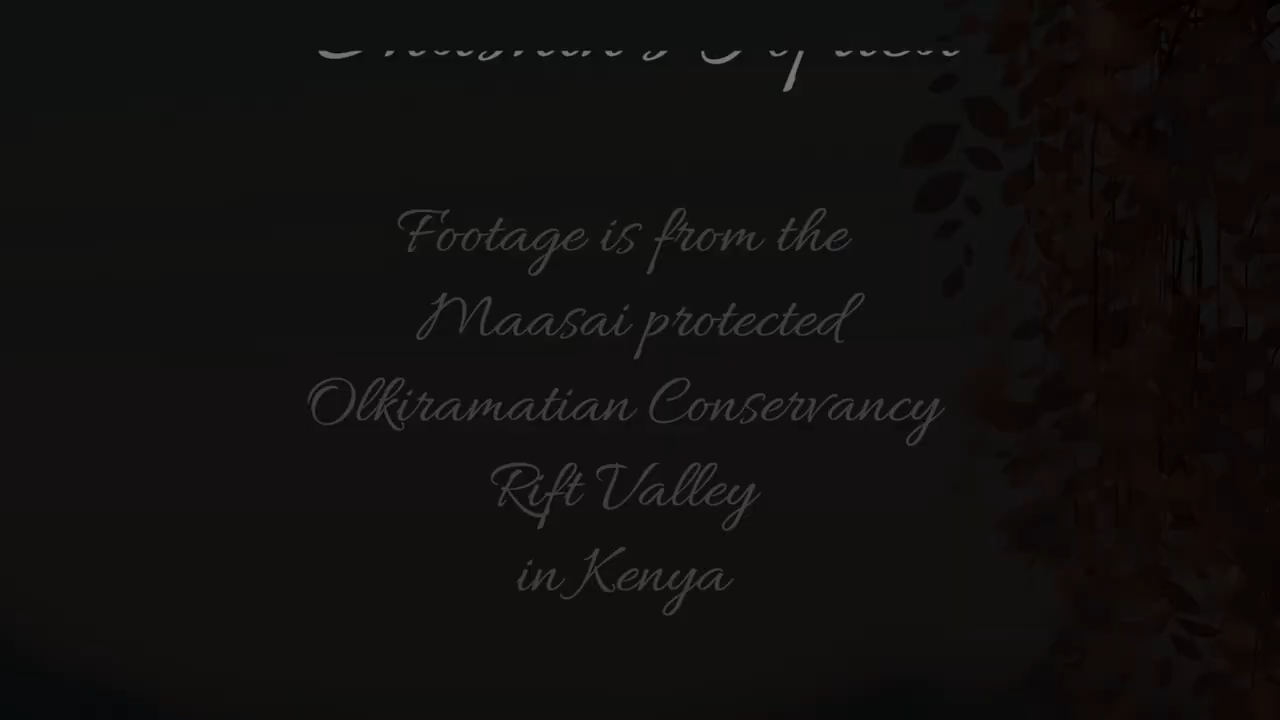 Footage is from the
Maasai protected
Olkiramatian Conservancy
Rift Valley
in Kenya